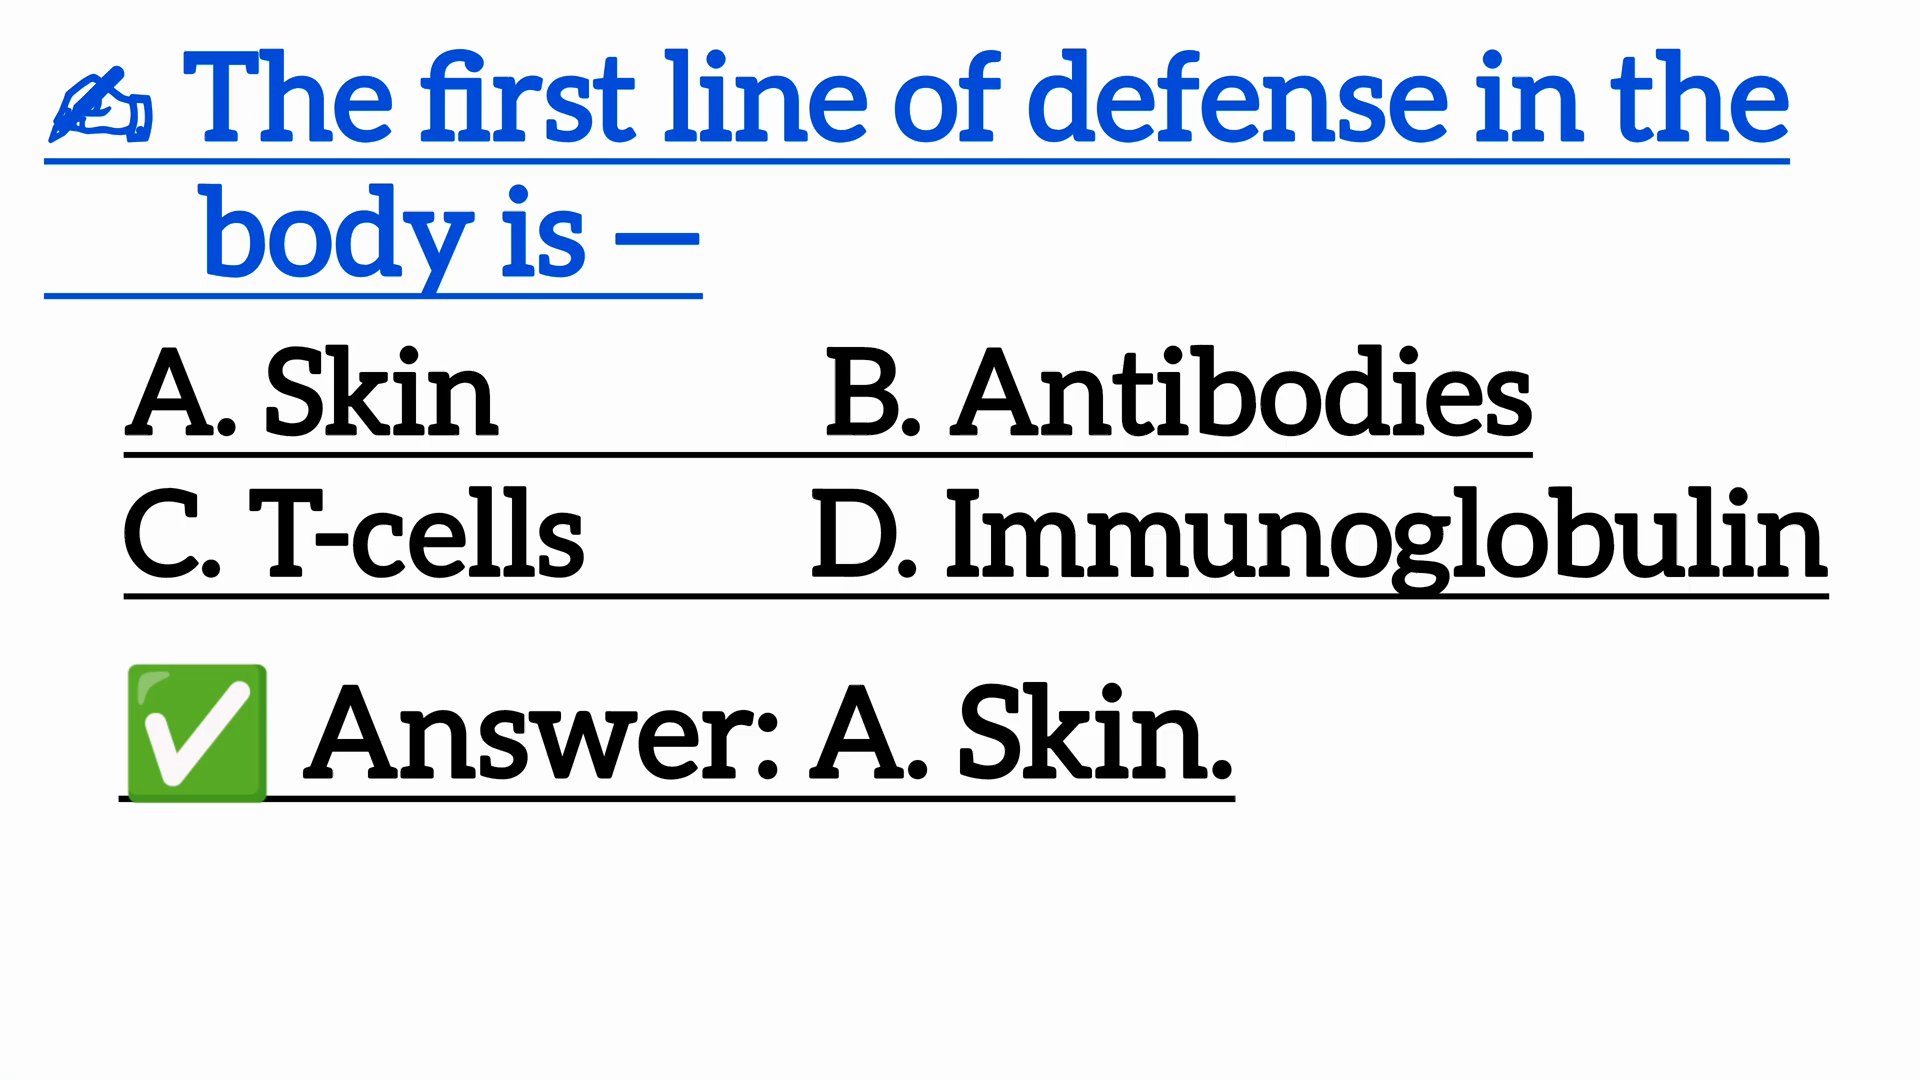 ✍ The first line of defense in the
body is —
A. Skin B. Antibodies
C. T-cells D. Immunoglobulin
✅ Answer: A. Skin.